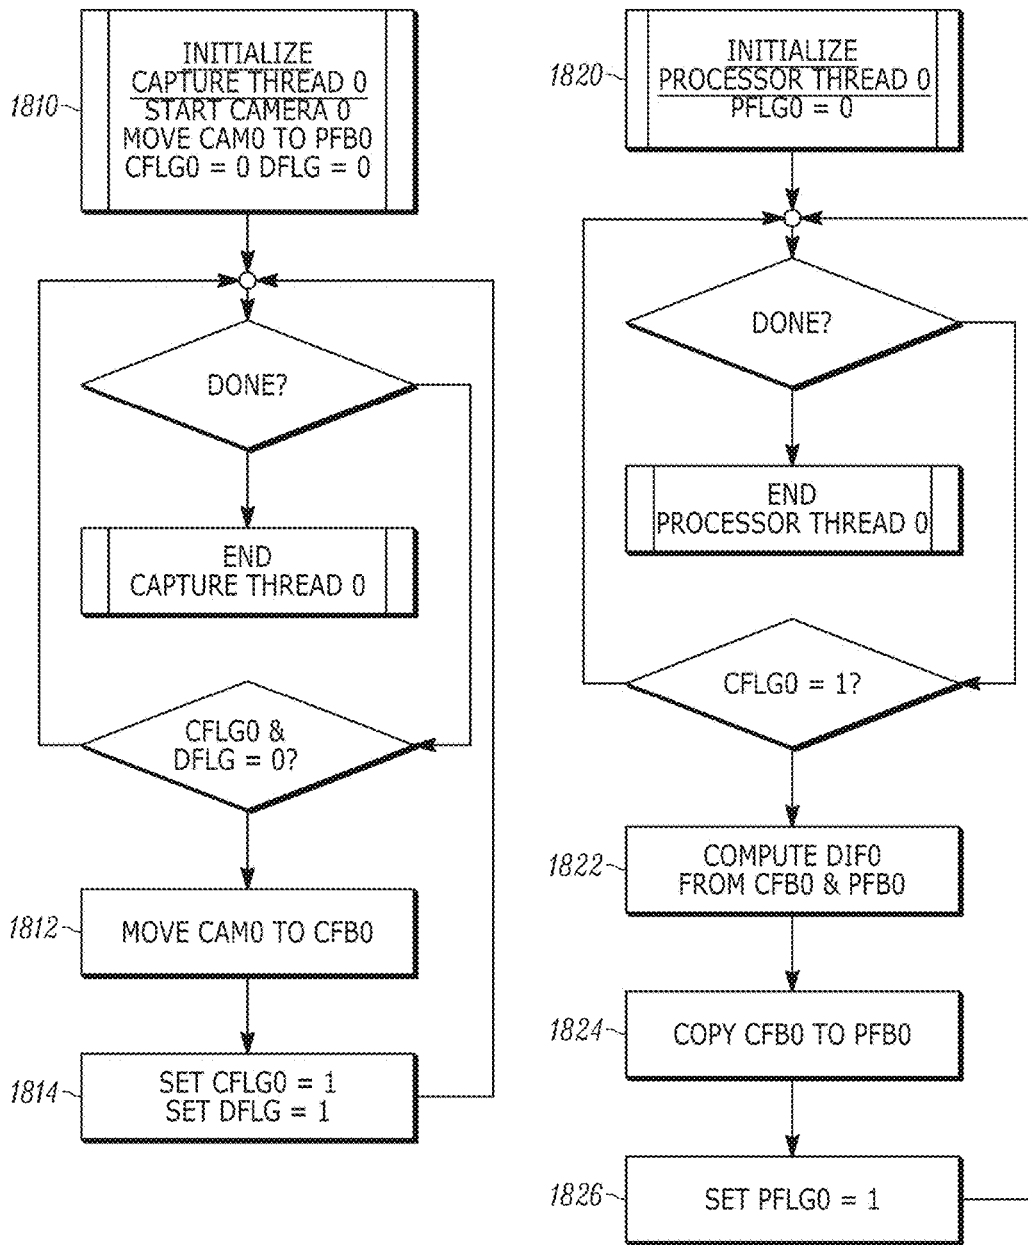 1810
INITIALIZE
CAPTURE THREAD 0
START CAMERA 0
MOVE CAM0 TO PFB0
CFLG0 = 0 DFLG = 0
DONE?
END
CAPTURE THREAD 0
CFLG0 &
DFLG = 0?
1812
MOVE CAM0 TO CFB0
1814
SET CFLG0 = 1
SET DFLG = 1
1820
INITIALIZE
PROCESSOR THREAD 0
PFLG0 = 0
DONE?
END
PROCESSOR THREAD 0
CFLG0 = 1?
1822
COMPUTE DIF0
FROM CFB0 & PFB0
1824
COPY CFB0 TO PFB0
1826
SET PFLG0 = 1